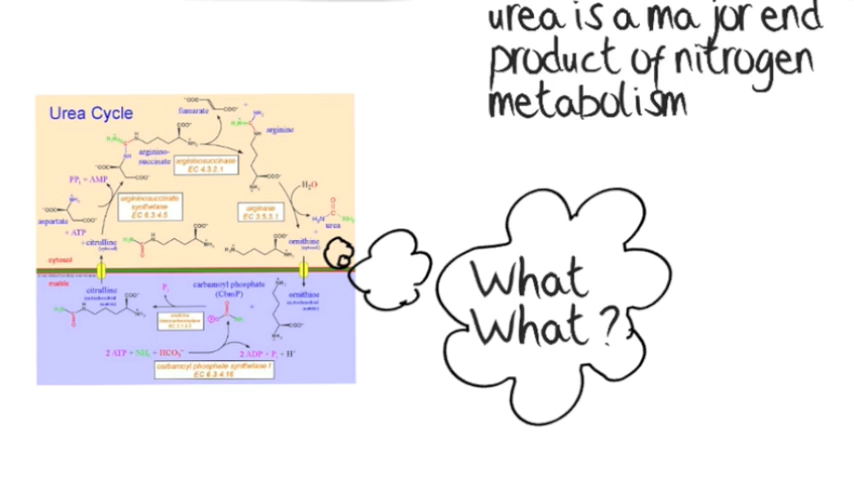 urea is a major end
product of nitrogen
metabolism
Urea Cycle
fumarate
arginine
arginino-
succinate
argininosuccinase
EC 4.3.2.1
PPi + AMP
H₂O
argininosuccinate
synthetase
EC 6.3.4.5
arginase
EC 3.5.3.1
aspartate
+ ATP
urea
+ citrulline
ornithine
cytosol
matrix
What
What ?
citrulline
Pi
carbamoyl phosphate
(CbmP)
ornithine
2 ATP + NH₃ + HCO₃⁻
2 ADP + Pi + H⁺
carbamoyl phosphate synthetase I
EC 6.3.4.16